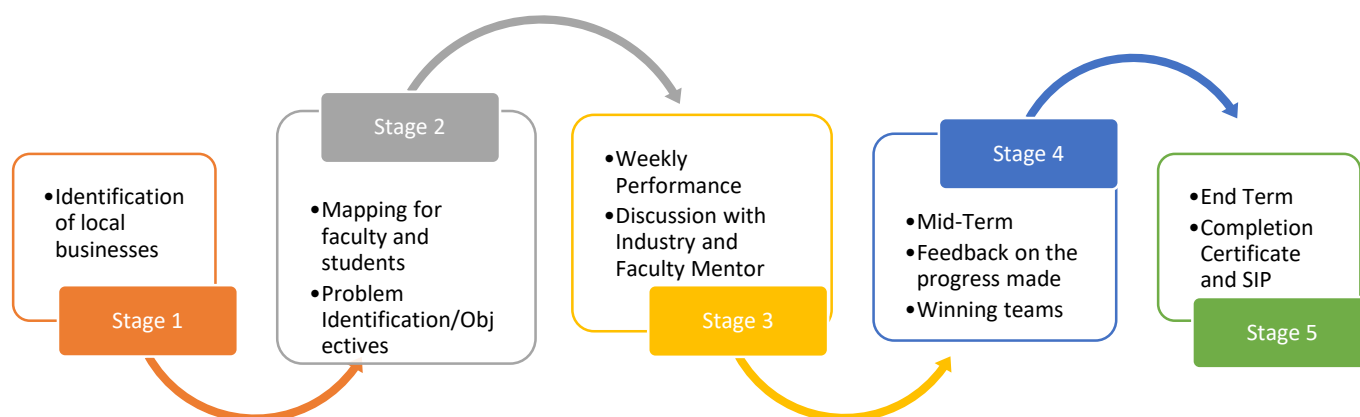 •Identification
of local
businesses
Stage 1
Stage 2
•Mapping for
faculty and
students
•Problem
Identification/Obj
ectives
•Weekly
Performance
•Discussion with
Industry and
Faculty Mentor
Stage 3
Stage 4
•Mid-Term
•Feedback on the
progress made
•Winning teams
•End Term
•Completion
Certificate
and SIP
Stage 5